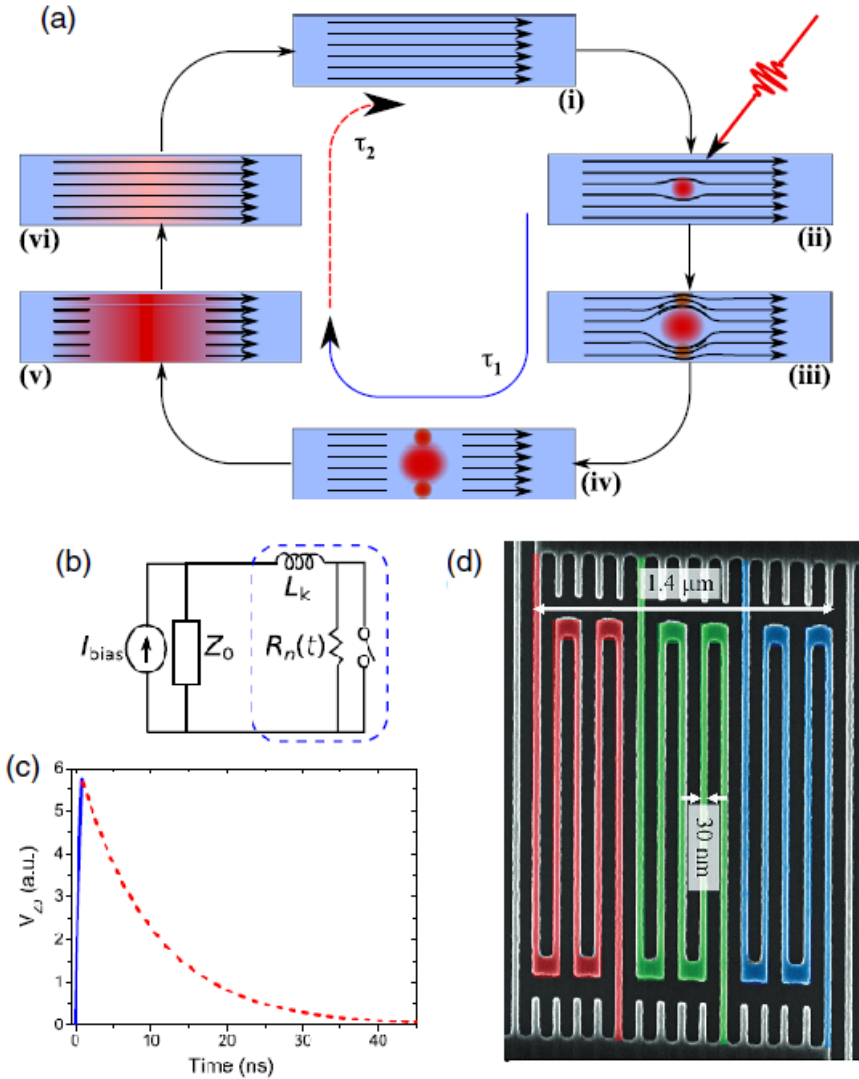 (a)
(i)
τ2
(vi)
(ii)
(v)
τ1
(iii)
(iv)
(b)
Lk
Ibias
Z0
Rn(t)
(c)
6
5
4
3
2
1
0
VZ0 (a.u.)
0 10 20 30 40
Time (ns)
(d)
1.4 μm
30 nm